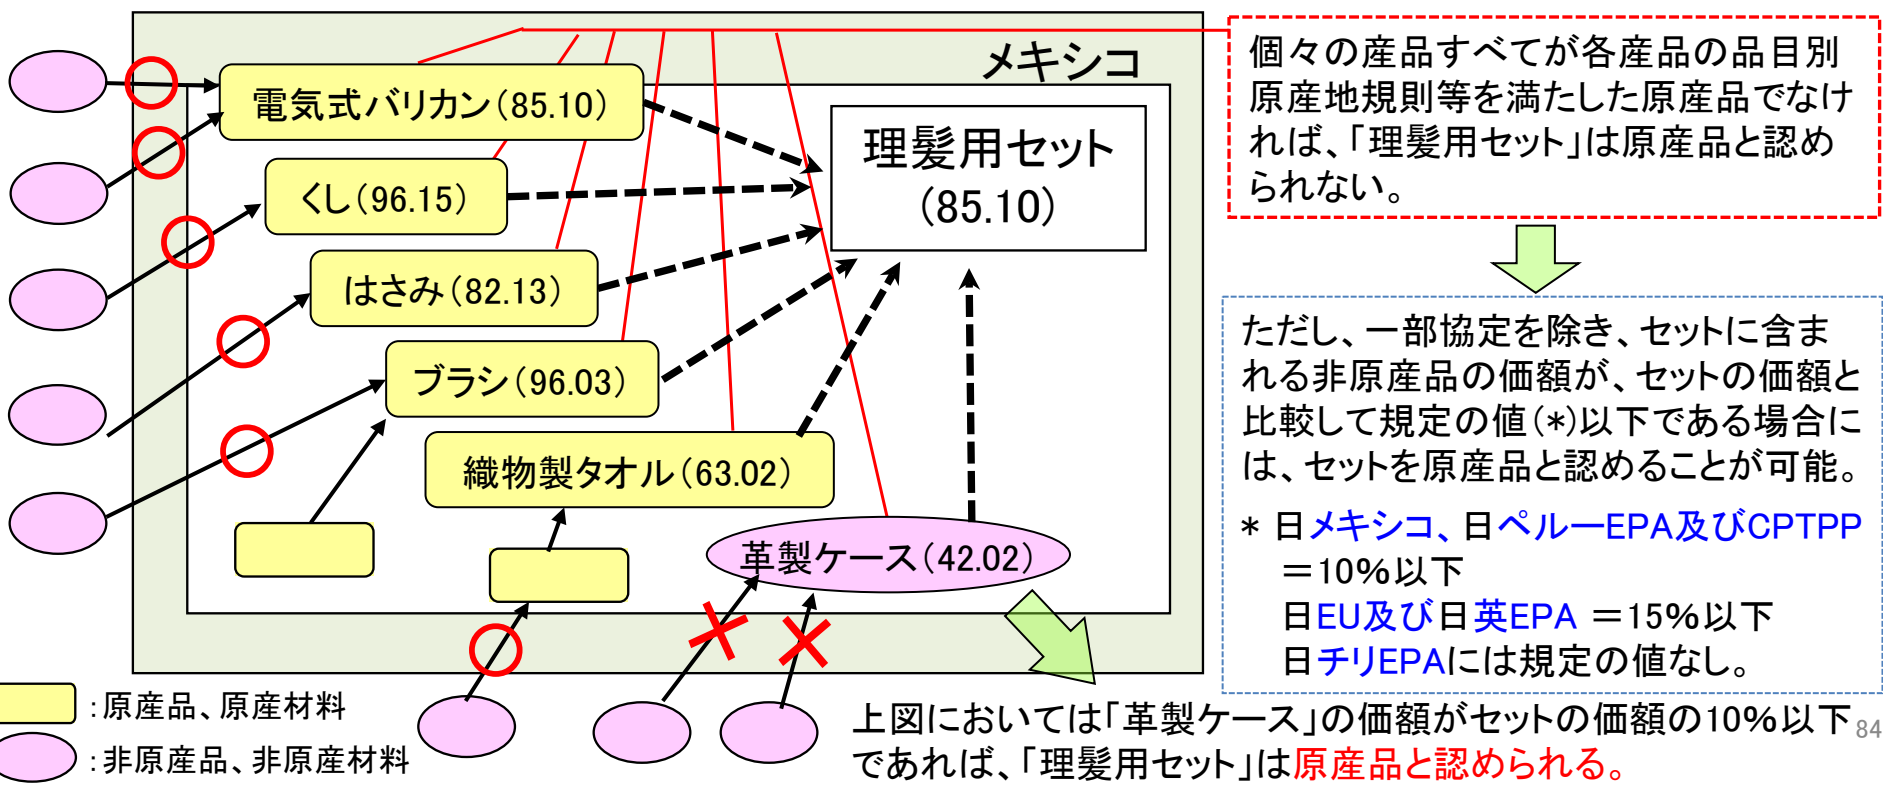 メキシコ
電気式バリカン（85.10）
くし（96.15）
はさみ（82.13）
ブラシ（96.03）
織物製タオル（63.02）
革製ケース（42.02）
理髪用セット
（85.10）
個々の産品すべてが各産品の品目別
原産地規則等を満たした原産品でなけ
れば、「理髪用セット」は原産品と認め
られない。
ただし、一部協定を除き、セットに含ま
れる非原産品の価額が、セットの価額と
比較して規定の値(*)以下である場合に
は、セットを原産品と認めることが可能。
* 日メキシコ、日ペルーEPA及びCPTPP
＝10%以下
日EU及び日英EPA ＝15%以下
日チリEPAには規定の値なし。
：原産品、原産材料
：非原産品、非原産材料
上図においては「革製ケース」の価額がセットの価額の10%以下
であれば、「理髪用セット」は原産品と認められる。
84